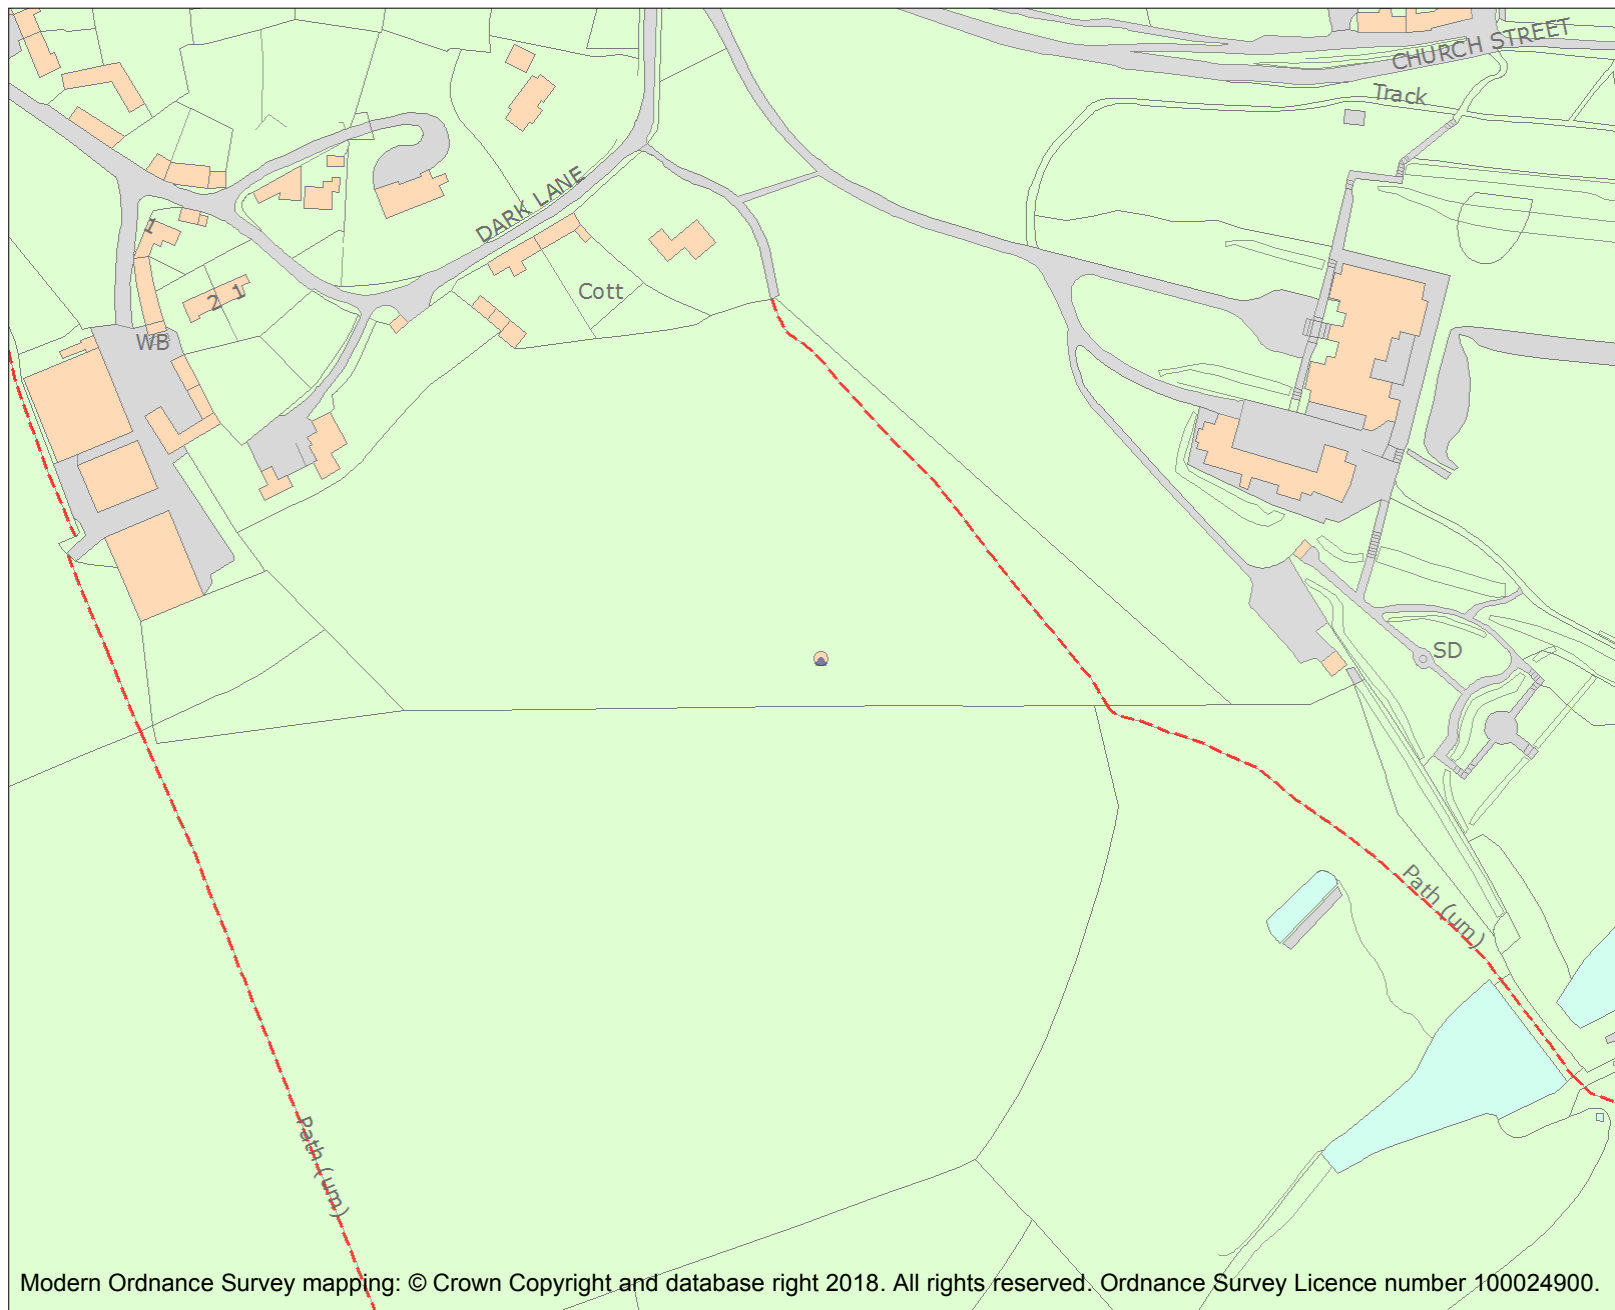 CHURCH STREET
Track
DARK LANE
1
Cott
2 1
WB
SD
Path (um)
Path (um)
Modern Ordnance Survey mapping: © Crown Copyright and database right 2018. All rights reserved. Ordnance Survey Licence number 100024900.